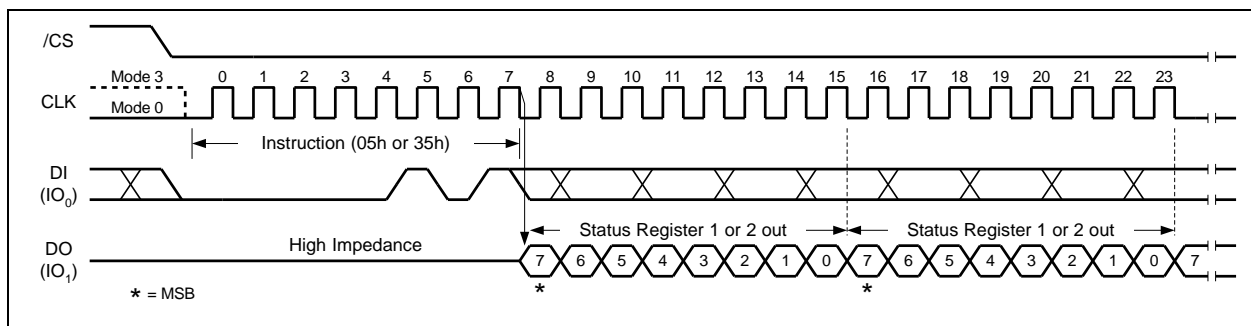 /CS
Mode 3
0 1 2 3 4 5 6 7 8 9 10 11 12 13 14 15 16 17 18 19 20 21 22 23
CLK
Mode 0
Instruction (05h or 35h)
DI
(IO0)
Status Register 1 or 2 out
Status Register 1 or 2 out
High Impedance
DO
(IO1)
7 6 5 4 3 2 1 0 7 6 5 4 3 2 1 0 7
* *
* = MSB